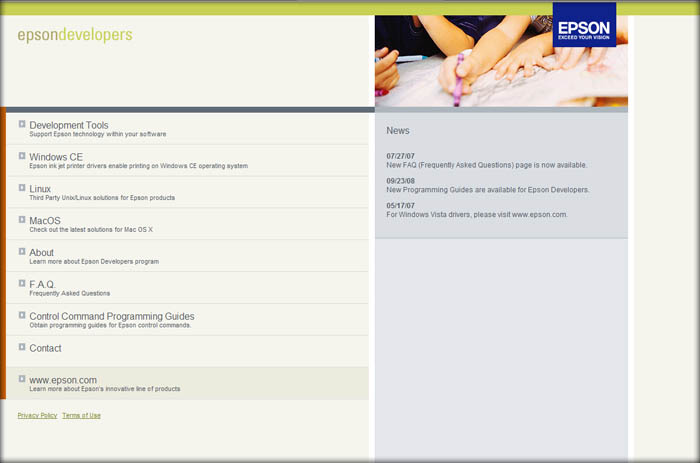 epsondevelopers
EPSON
EXCEED YOUR VISION
Development Tools
Support Epson technology within your software
Windows CE
Epson ink jet printer drivers enable printing on Windows CE operating system
Linux
Third Party Unix/Linux solutions for Epson products
MacOS
Check out the latest solutions for Mac OS X
About
Learn more about Epson Developers program
F.A.Q.
Frequently Asked Questions
Control Command Programming Guides
Obtain programming guides for Epson control commands.
Contact
www.epson.com
Learn more about Epson's innovative line of products
Privacy Policy Terms of Use
News
07/27/07
New FAQ (Frequently Asked Questions) page is now available.
09/23/08
New Programming Guides are available for Epson Developers.
05/17/07
For Windows Vista drivers, please visit www.epson.com.